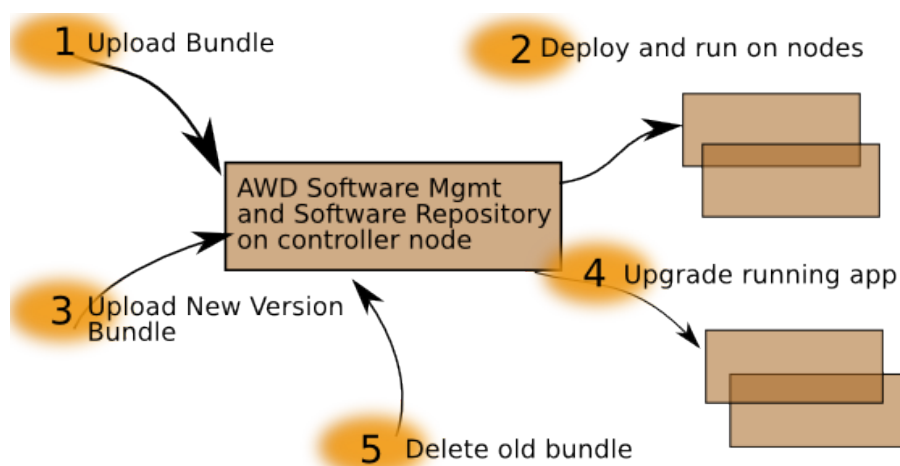 1 Upload Bundle
2 Deploy and run on nodes
AWD Software Mgmt
and Software Repository
on controller node
3 Upload New Version
Bundle
4 Upgrade running app
5 Delete old bundle